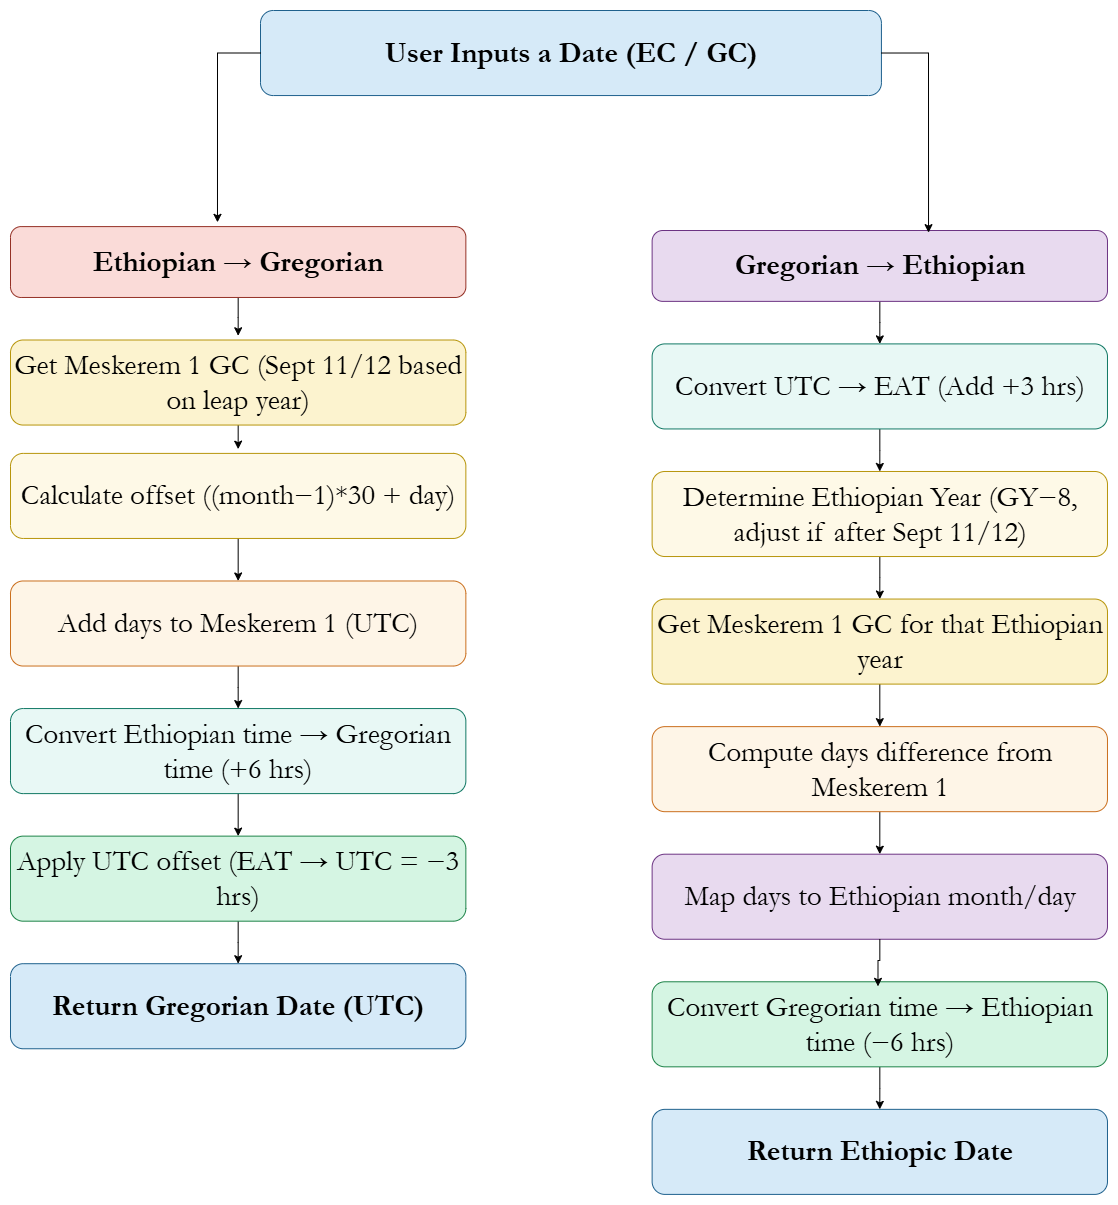 User Inputs a Date (EC / GC)
Ethiopian → Gregorian
Get Meskerem 1 GC (Sept 11/12 based
on leap year)
Calculate offset ((month−1)*30 + day)
Add days to Meskerem 1 (UTC)
Convert Ethiopian time → Gregorian
time (+6 hrs)
Apply UTC offset (EAT → UTC = −3
hrs)
Return Gregorian Date (UTC)
Gregorian → Ethiopian
Convert UTC → EAT (Add +3 hrs)
Determine Ethiopian Year (GY−8,
adjust if after Sept 11/12)
Get Meskerem 1 GC for that Ethiopian
year
Compute days difference from
Meskerem 1
Map days to Ethiopian month/day
Convert Gregorian time → Ethiopian
time (−6 hrs)
Return Ethiopic Date